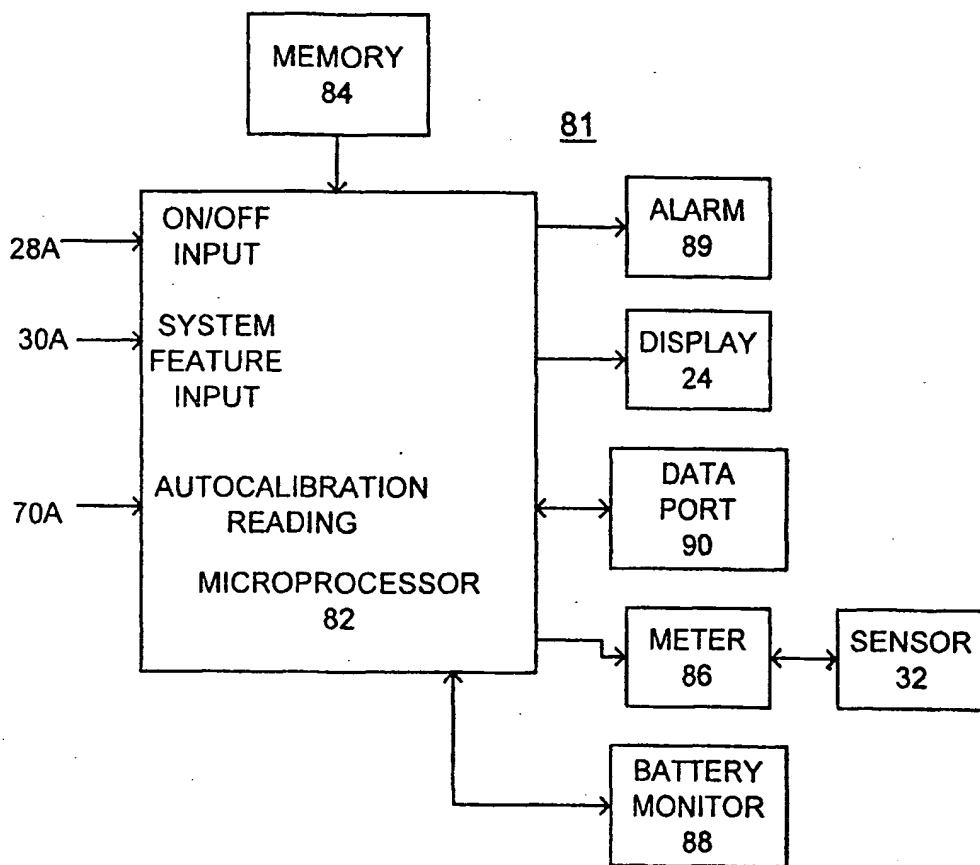 MEMORY
84
81
28A
ON/OFF
INPUT
30A
SYSTEM
FEATURE
INPUT
70A
AUTOCALIBRATION
READING
MICROPROCESSOR
82
ALARM
89
DISPLAY
24
DATA
PORT
90
METER
86
SENSOR
32
BATTERY
MONITOR
88